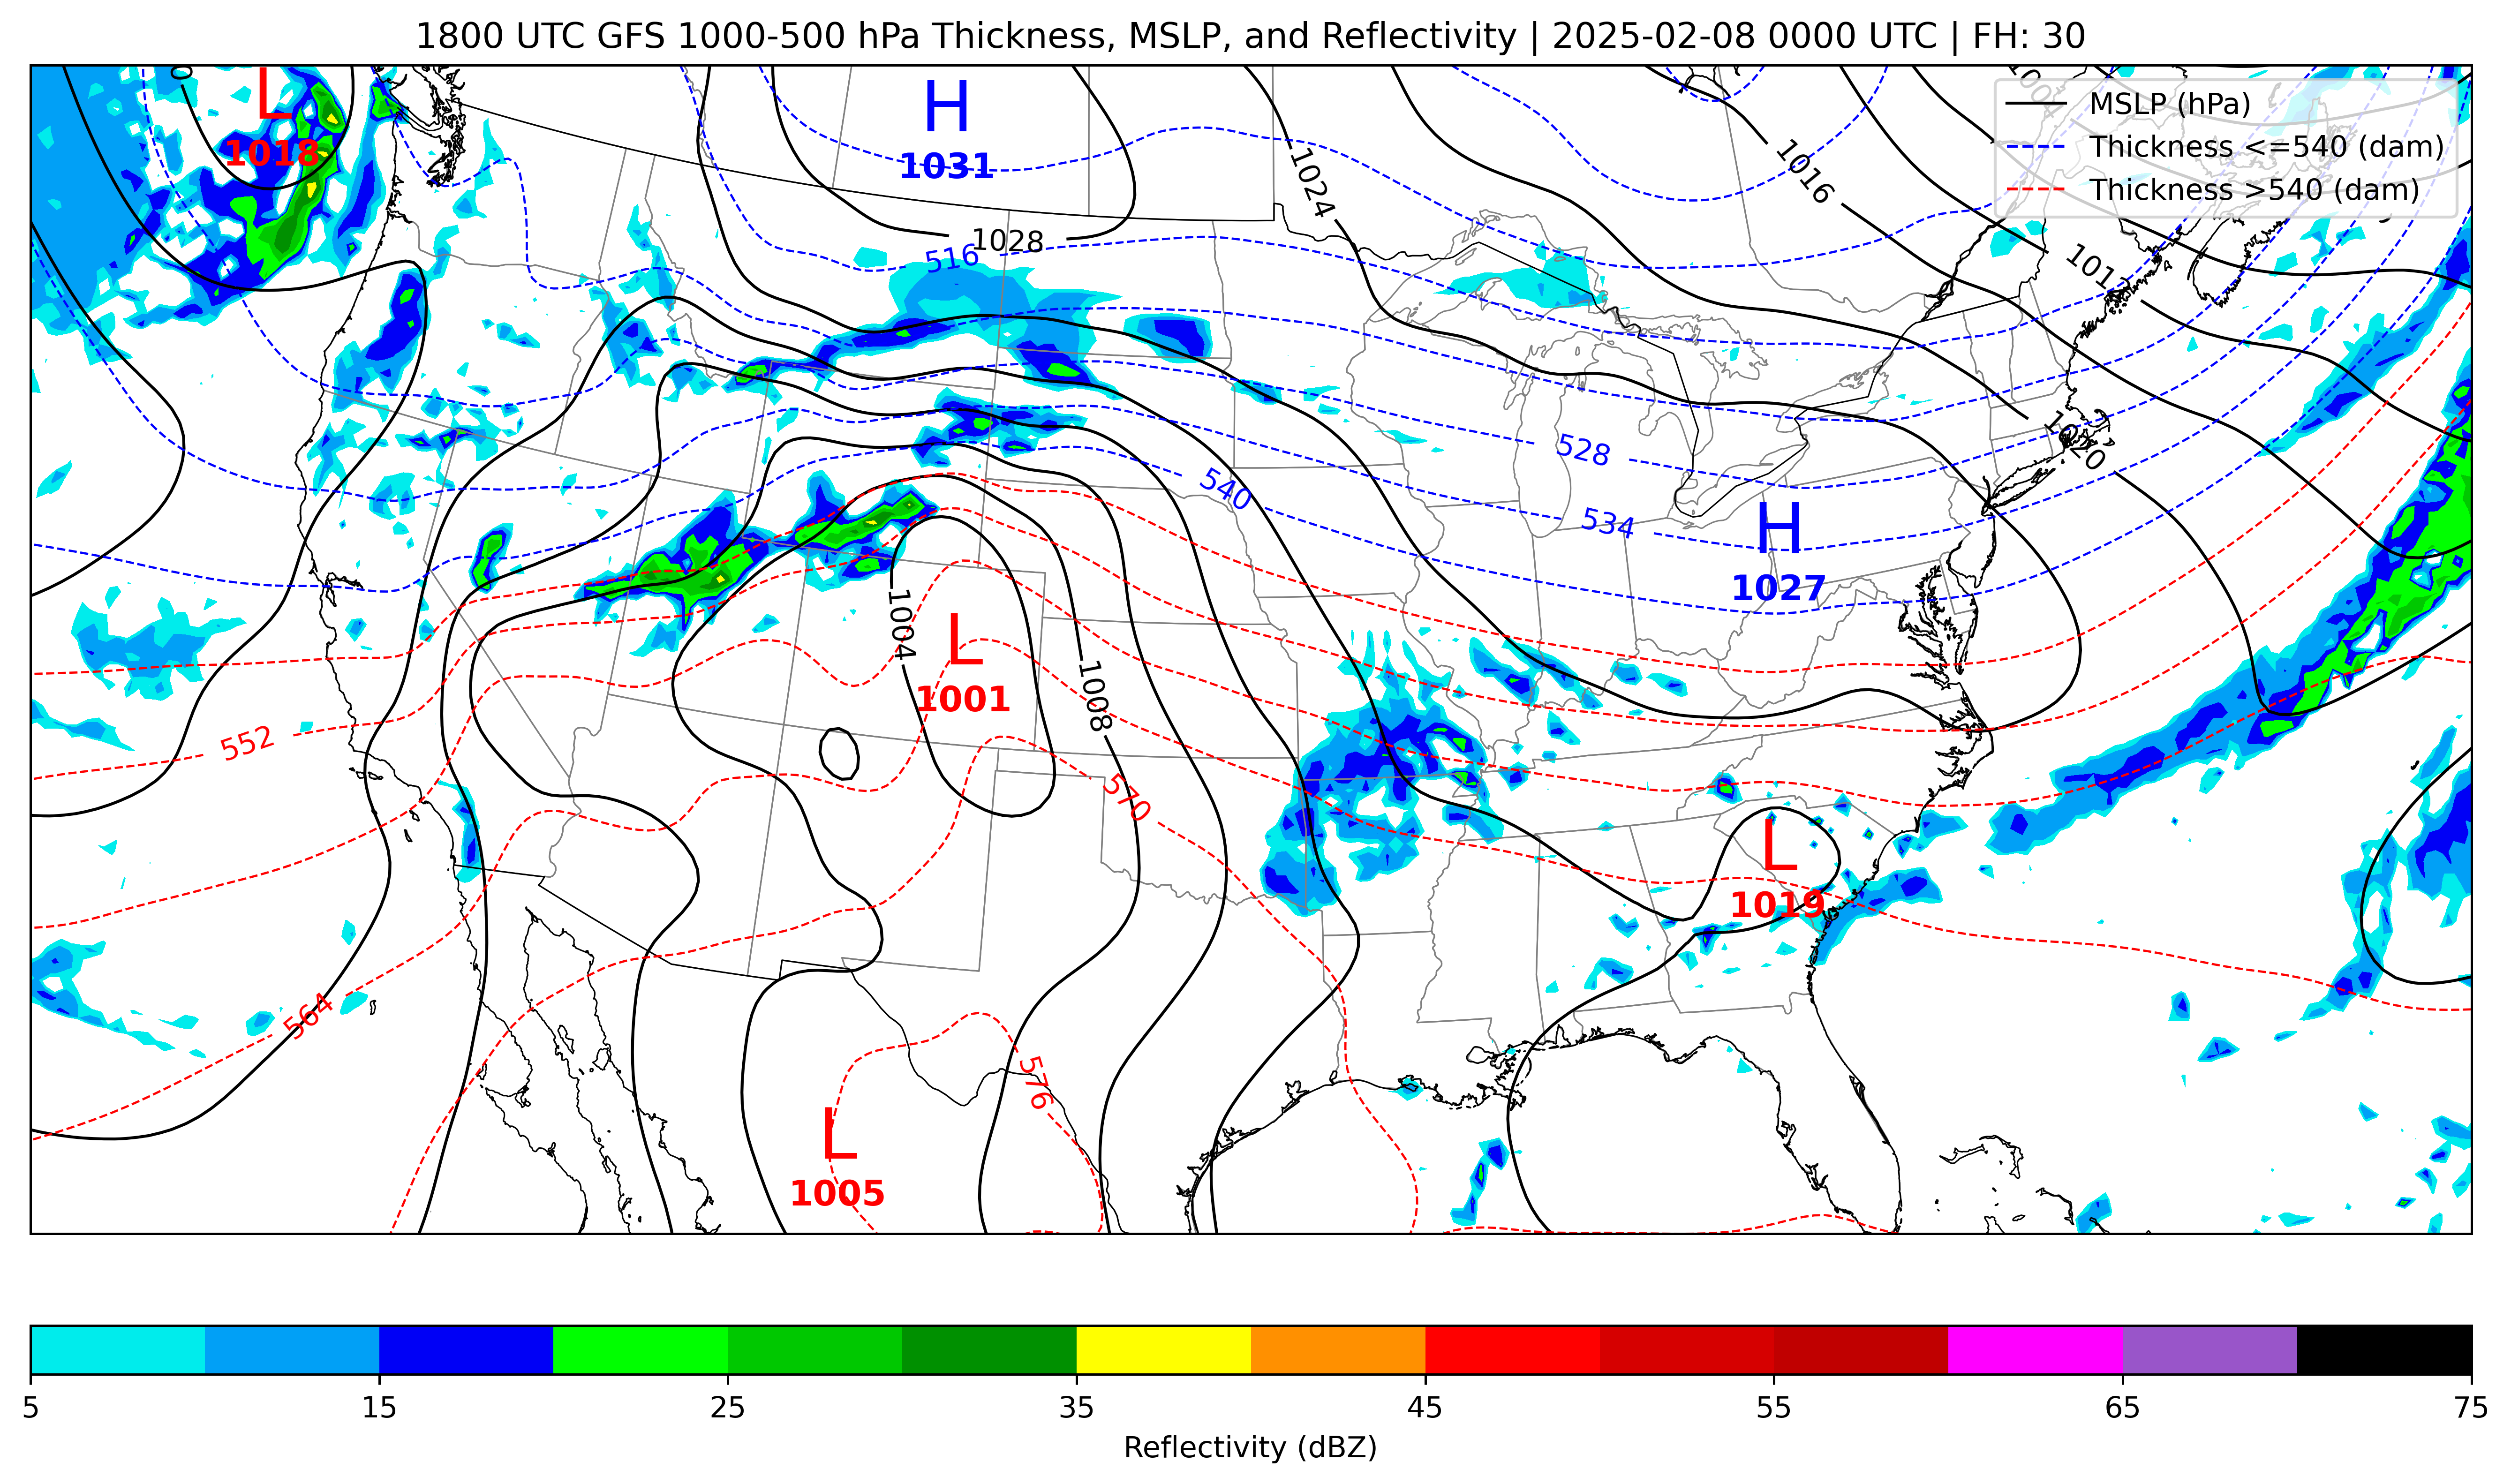 1800 UTC GFS 1000-500 hPa Thickness, MSLP, and Reflectivity | 2025-02-08 0000 UTC | FH: 30
MSLP (hPa)
Thickness <=540 (dam)
Thickness >540 (dam)
L
1018
H
1031
1028
516
1024
1016
1020
528
540
534
H
1027
1004
L
1001
1008
552
570
L
1019
564
576
L
1005
5
15
25
35
45
55
65
75
Reflectivity (dBZ)